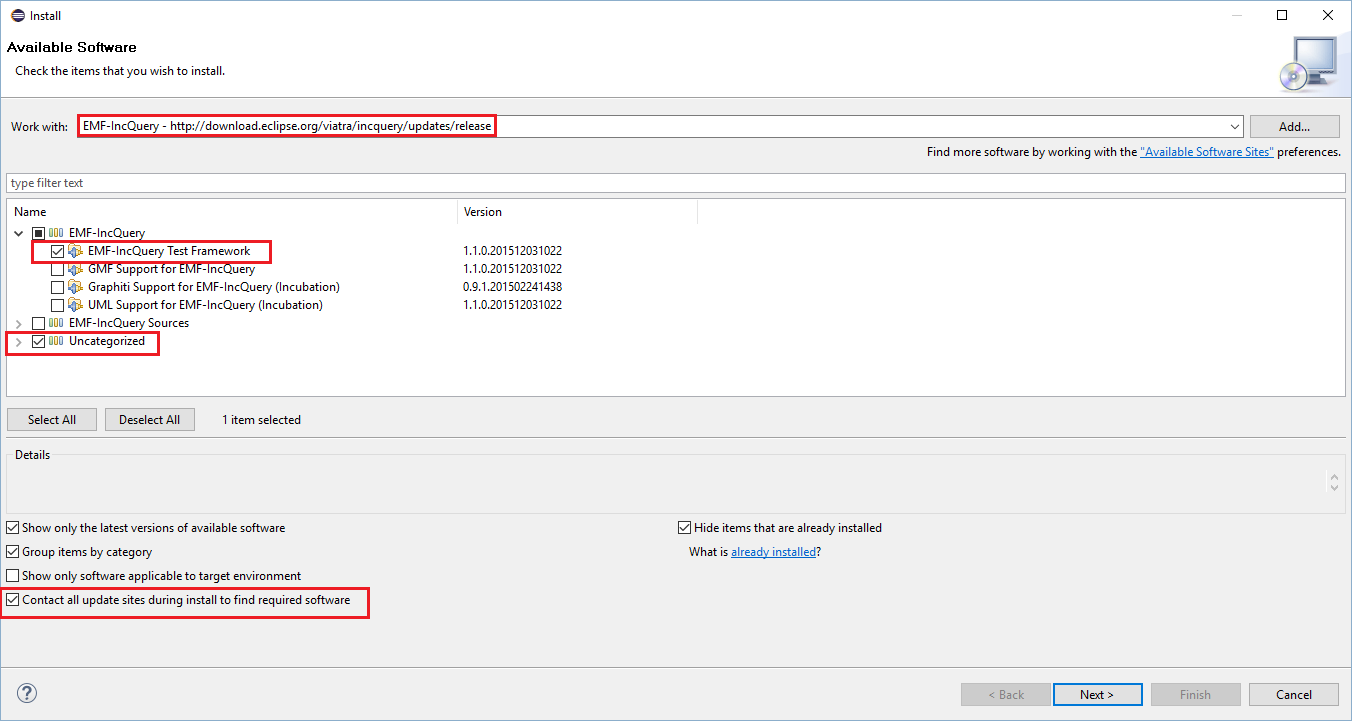 Install
Available Software
Check the items that you wish to install.
Work with: EMF-IncQuery - http://download.eclipse.org/viatra/incquery/updates/release Add...
Find more software by working with the "Available Software Sites" preferences.
type filter text
Name Version
EMF-IncQuery
EMF-IncQuery Test Framework 1.1.0.201512031022
GMF Support for EMF-IncQuery 1.1.0.201512031022
Graphiti Support for EMF-IncQuery (Incubation) 0.9.1.201502241438
UML Support for EMF-IncQuery (Incubation) 1.1.0.201512031022
EMF-IncQuery Sources
Uncategorized
Select All Deselect All 1 item selected
Details
Show only the latest versions of available software Hide items that are already installed
Group items by category What is already installed?
Show only software applicable to target environment
Contact all update sites during install to find required software
? < Back Next > Finish Cancel